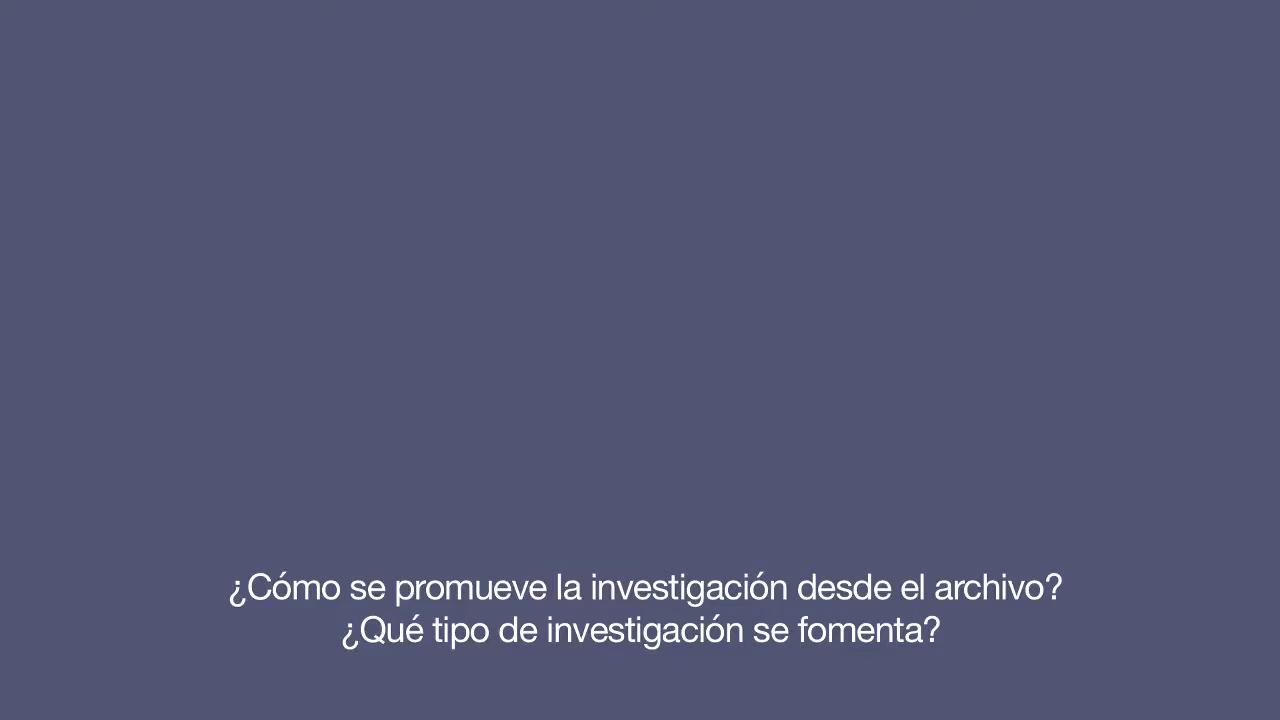 ¿Cómo se promueve la investigación desde el archivo?
¿Qué tipo de investigación se fomenta?